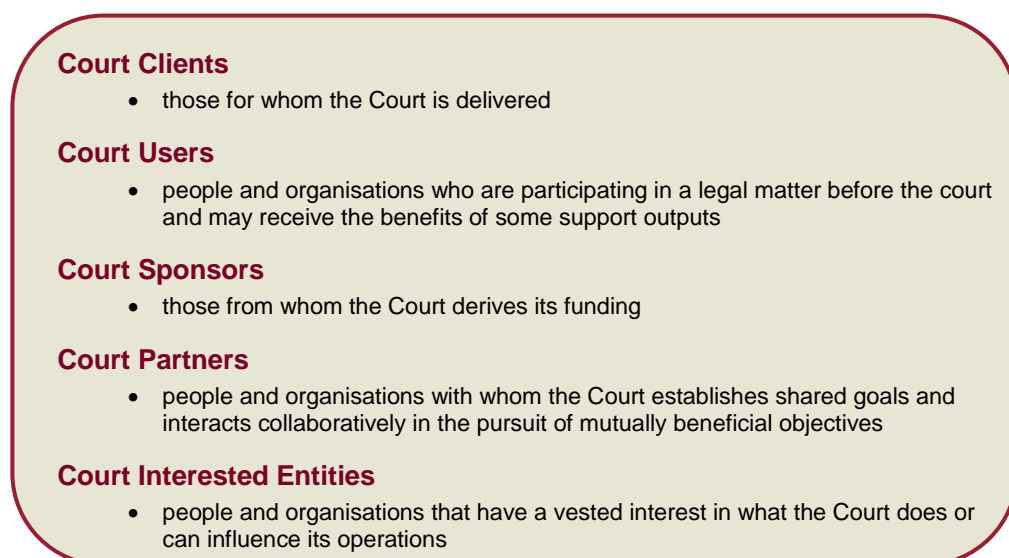 Court Clients
• those for whom the Court is delivered
Court Users
• people and organisations who are participating in a legal matter before the court
and may receive the benefits of some support outputs
Court Sponsors
• those from whom the Court derives its funding
Court Partners
• people and organisations with whom the Court establishes shared goals and
interacts collaboratively in the pursuit of mutually beneficial objectives
Court Interested Entities
• people and organisations that have a vested interest in what the Court does or
can influence its operations